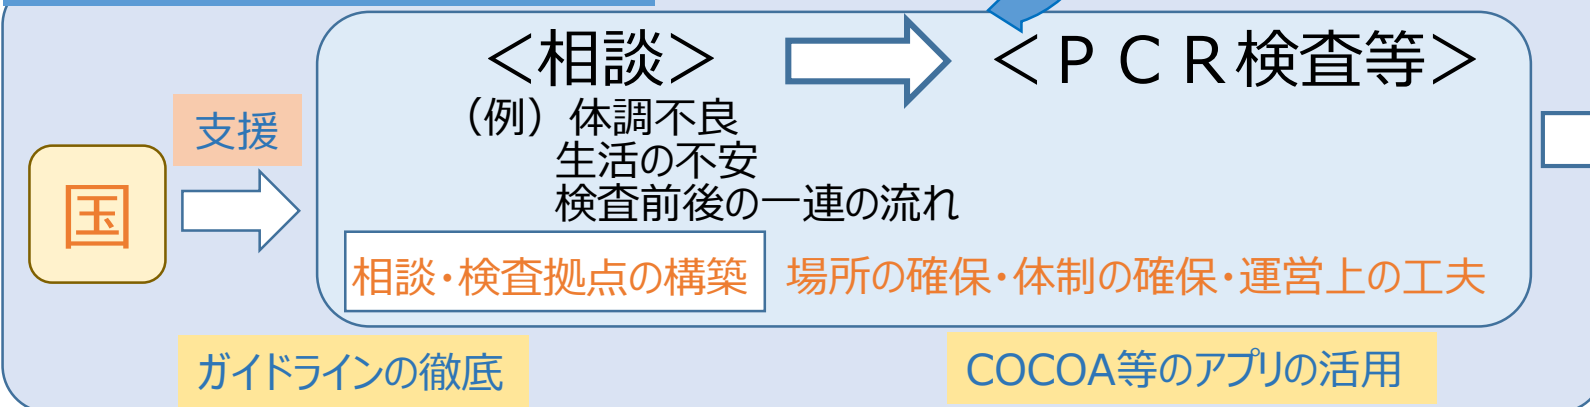 ＜相談＞
＜ＰＣＲ検査等＞
（例）体調不良
生活の不安
検査前後の一連の流れ
支援
国
相談・検査拠点の構築
場所の確保・体制の確保・運営上の工夫
ガイドラインの徹底
COCOA等のアプリの活用